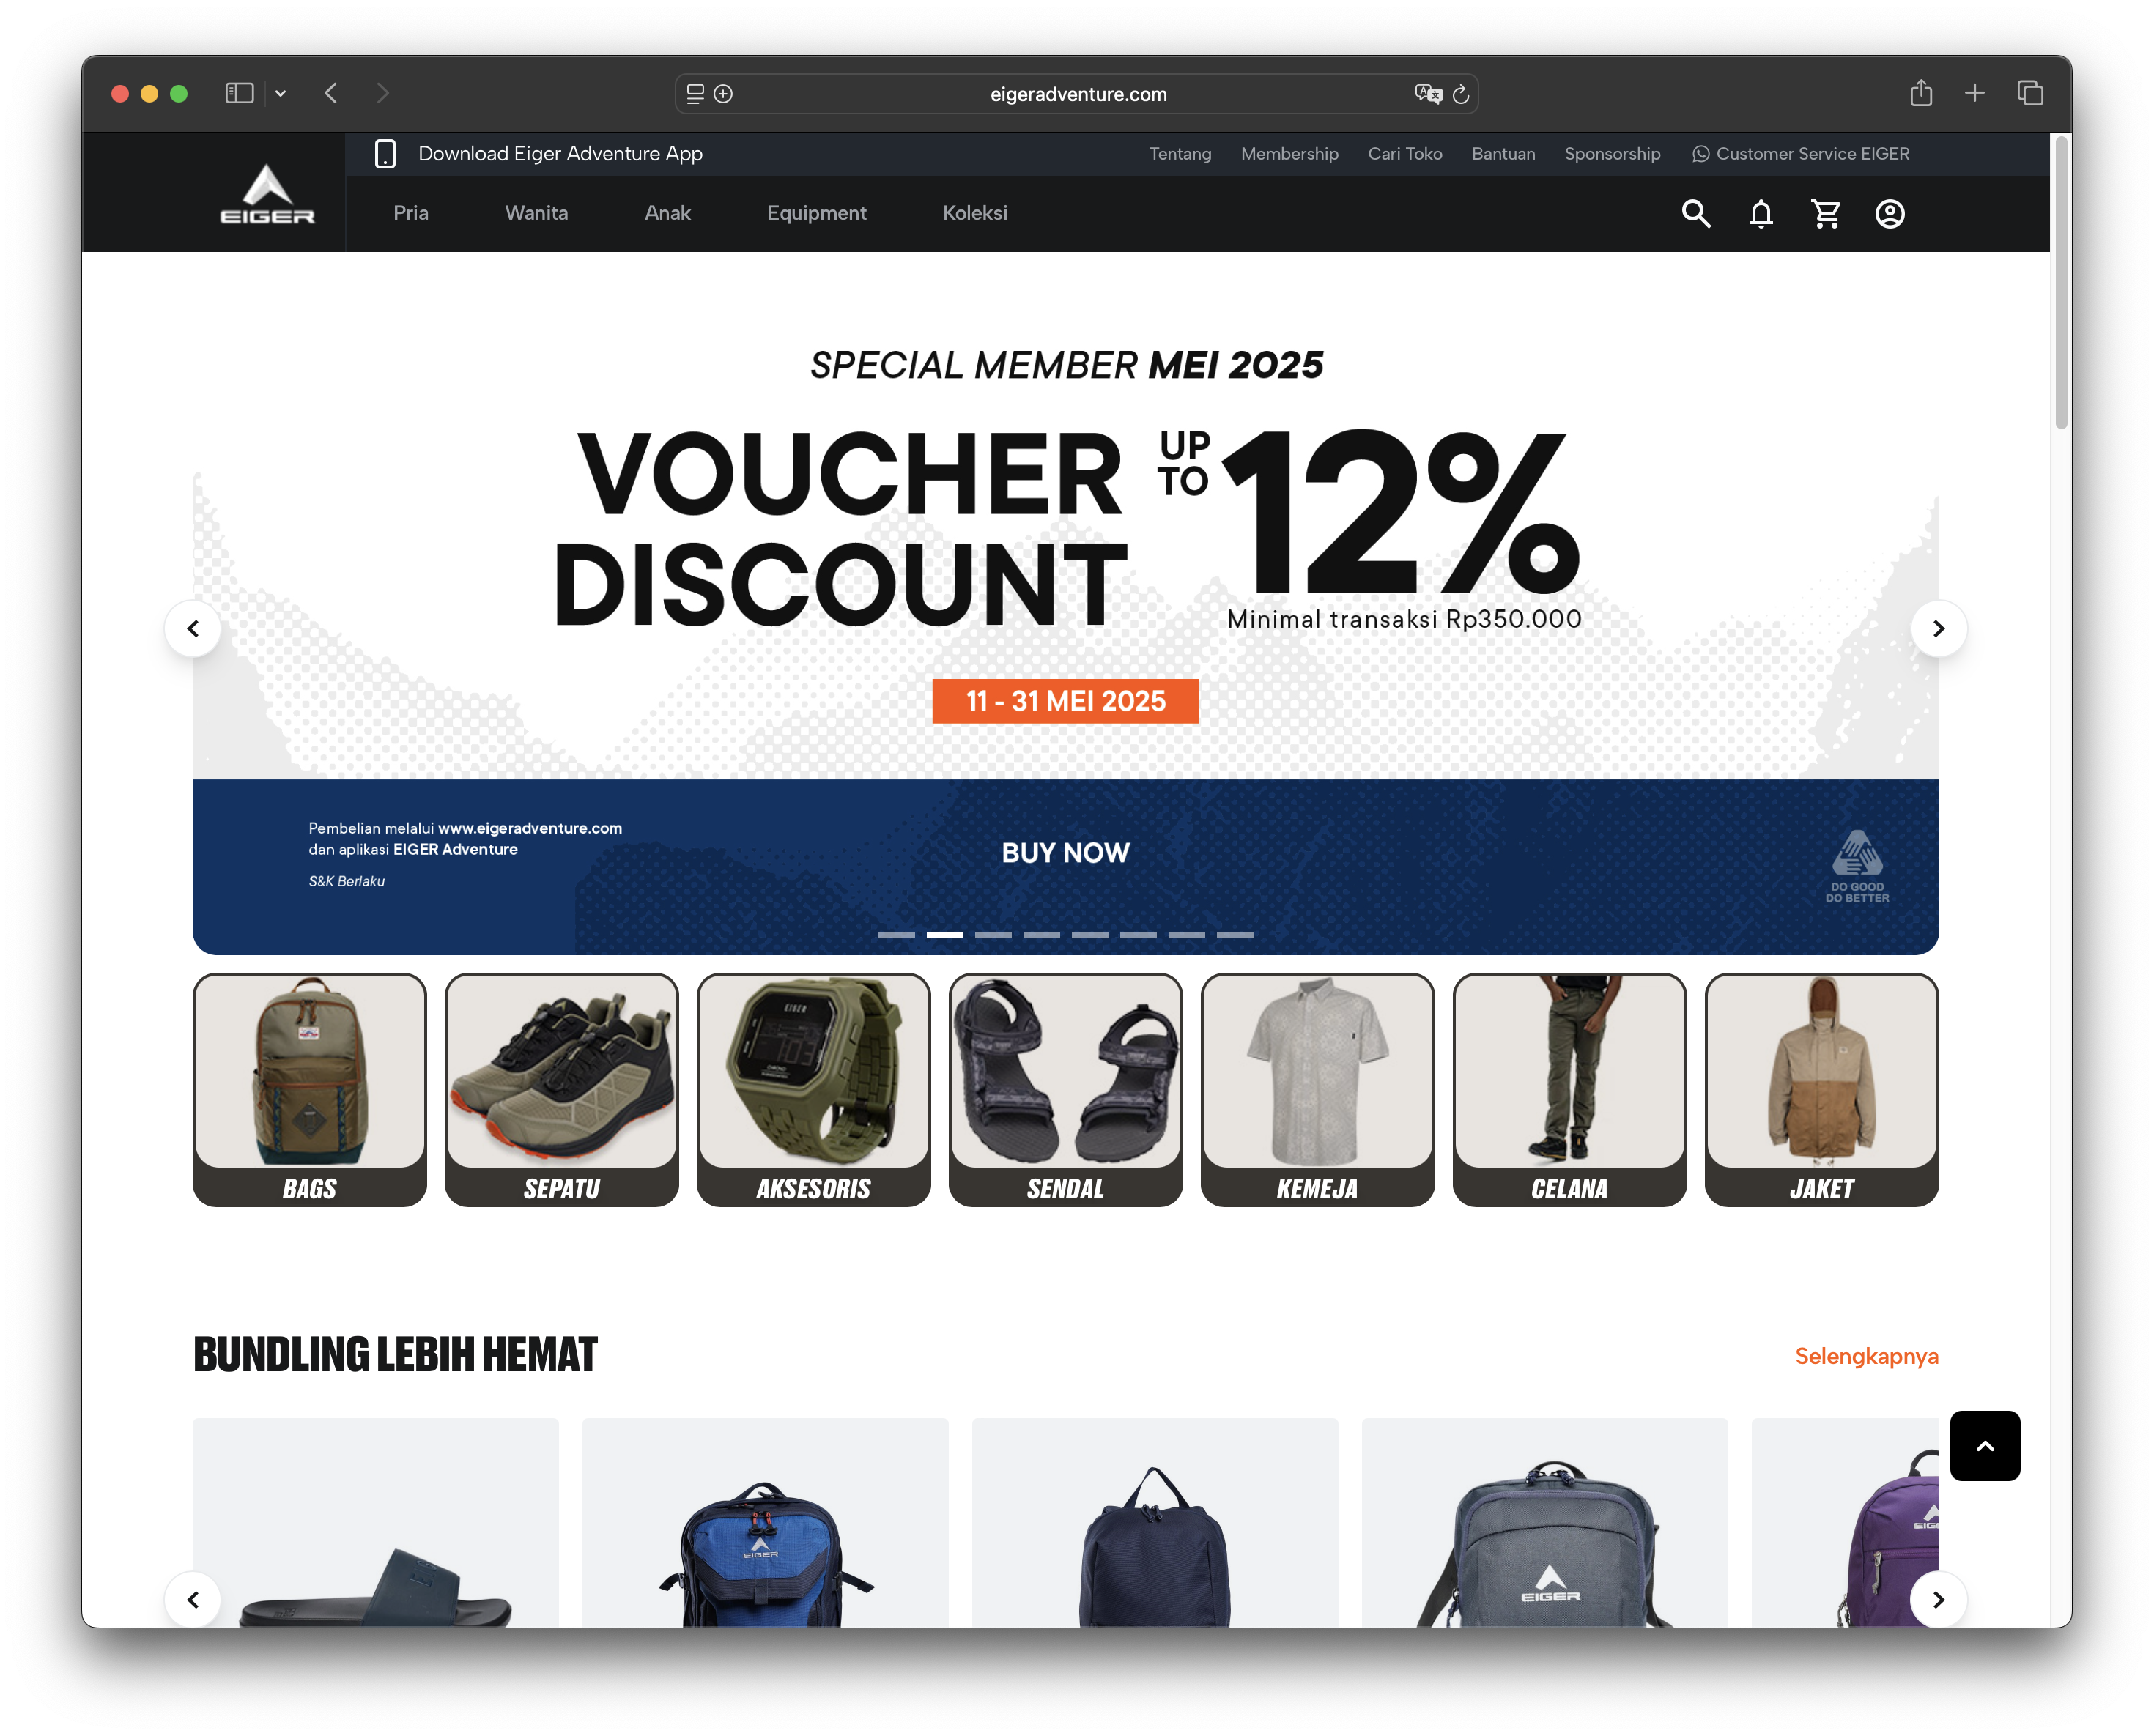 eigeradventure.com
EIGER
Download Eiger Adventure App
Tentang Membership Cari Toko Bantuan Sponsorship Customer Service EIGER
Pria Wanita Anak Equipment Koleksi
SPECIAL MEMBER MEI 2025
VOUCHER
DISCOUNT
UP
TO
12%
Minimal transaksi Rp350.000
11 - 31 MEI 2025
Pembelian melalui www.eigeradventure.com
dan aplikasi EIGER Adventure
S&K Berlaku
BUY NOW
DO GOOD
DO BETTER
EIGER
BAGS
SEPATU
AKSESORIS
SENDAL
KEMEJA
CELANA
JAKET
BUNDLING LEBIH HEMAT
Selengkapnya
EIGER
EIGER